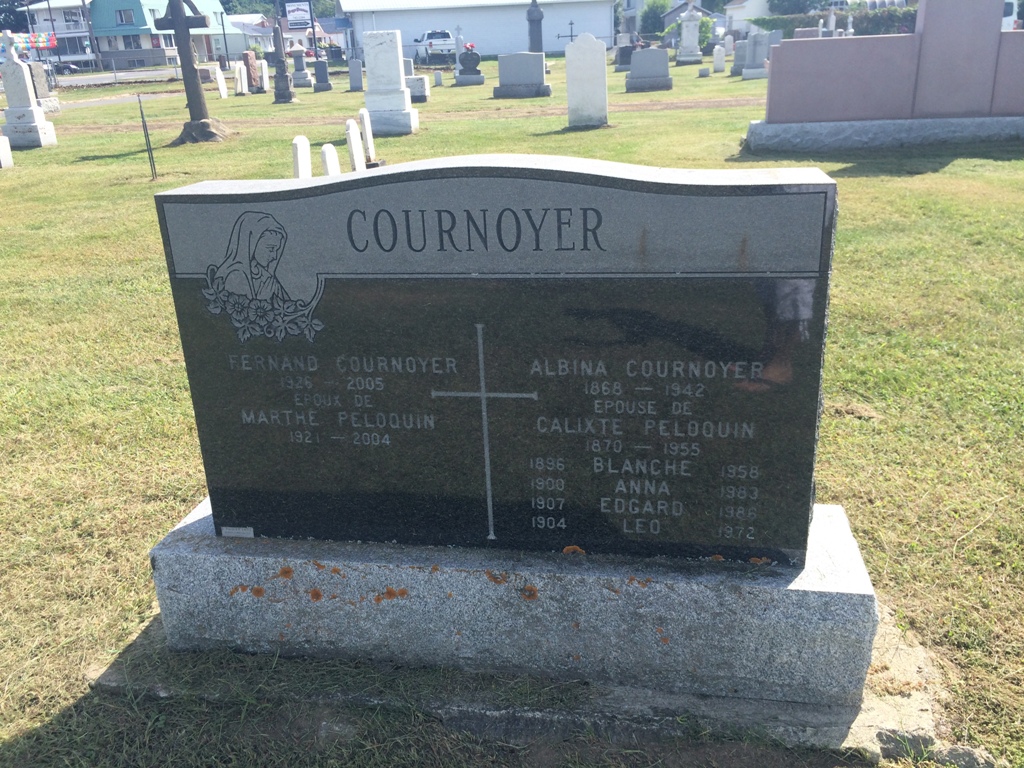 COURNOYER
FERNAND COURNOYER
1926 — 2005
EPOUX DE
MARTHE PELOQUIN
1921 — 2004
ALBINA COURNOYER
1868 — 1942
EPOUSE DE
CALIXTE PELOQUIN
1870 — 1955
1896 BLANCHE 1958
1900 ANNA 1983
1907 EDGARD 1986
1904 LEO 1972